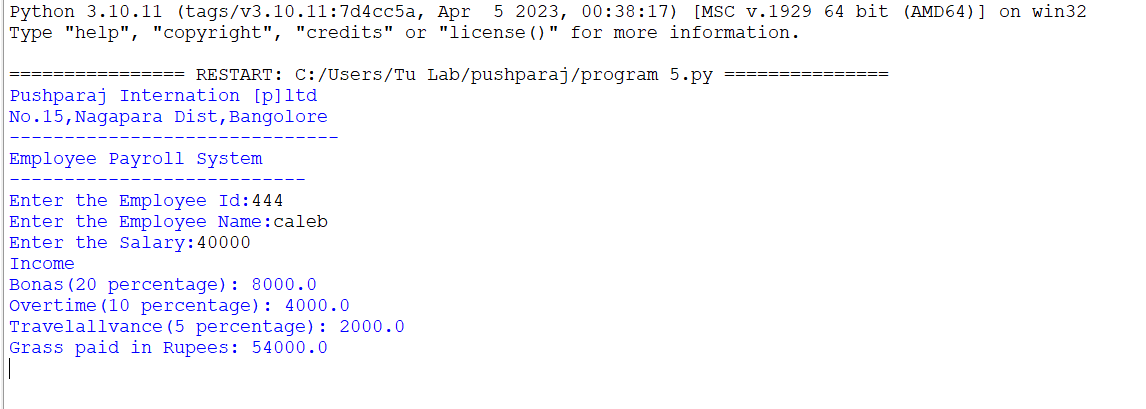 Python 3.10.11 (tags/v3.10.11:7d4cc5a, Apr  5 2023, 00:38:17) [MSC v.1929 64 bit (AMD64)] on win32
Type "help", "copyright", "credits" or "license()" for more information.
================ RESTART: C:/Users/Tu Lab/pushparaj/program 5.py ===============
Pushparaj Internation [p]ltd
No.15,Nagapara Dist,Bangolore
------------------------------
Employee Payroll System
---------------------------
Enter the Employee Id:444
Enter the Employee Name:caleb
Enter the Salary:40000
Income
Bonas(20 percentage): 8000.0
Overtime(10 percentage): 4000.0
Travelallvance(5 percentage): 2000.0
Grass paid in Rupees: 54000.0